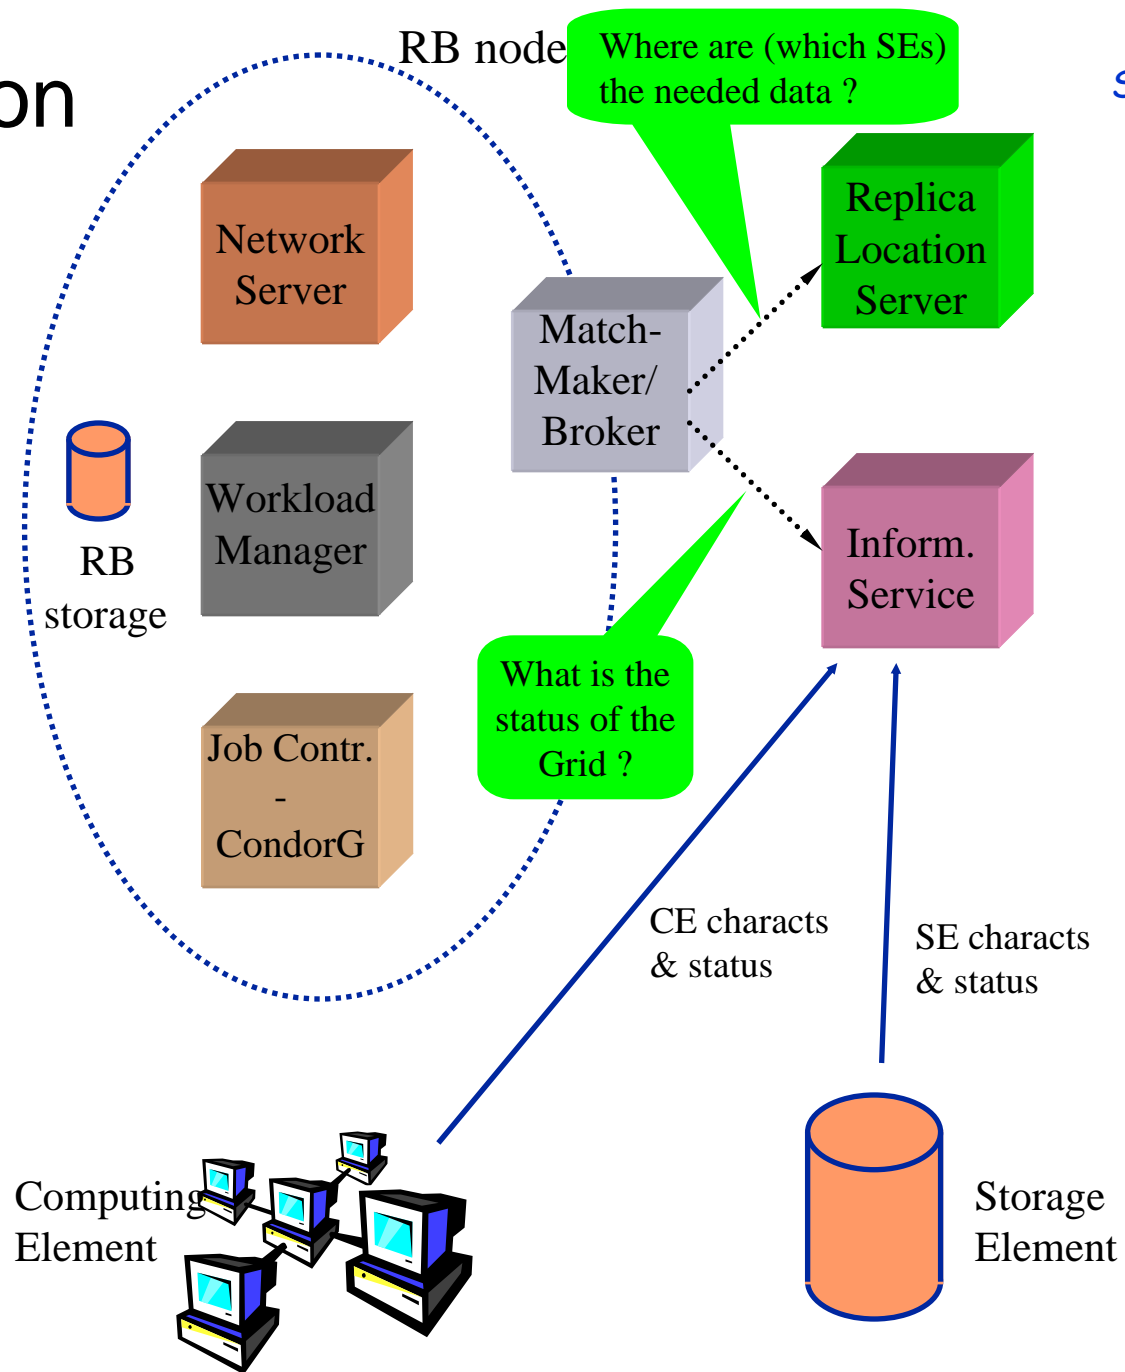 on
RB node
Where are (which SEs)
the needed data ?
s
Network
Server
Replica
Location
Server
Match-
Maker/
Broker
Workload
Manager
RB
storage
Inform.
Service
What is the
status of the
Grid ?
Job Contr.
-
CondorG
CE characts
& status
SE characts
& status
Computing
Element
Storage
Element